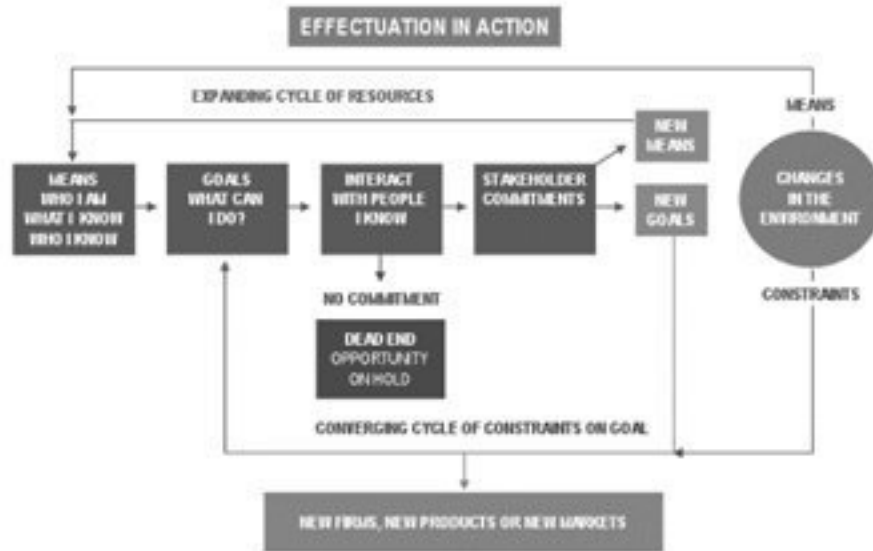 EFFECTUATION IN ACTION
EXPANDING CYCLE OF RESOURCES
MEANS
NEW
MEANS
MEANS
WHO I AM
WHAT I KNOW
WHO I KNOW
GOALS
WHAT CAN
I DO?
INTERACT
WITH PEOPLE
I KNOW
STAKEHOLDER
COMMITMENTS
NEW
GOALS
CHANGES
IN THE
ENVIRONMENT
NO COMMITMENT
CONSTRAINTS
DEAD END
OPPORTUNITY
ON HOLD
CONVERGING CYCLE OF CONSTRAINTS ON GOAL
NEW FIRMS, NEW PRODUCTS OR NEW MARKETS